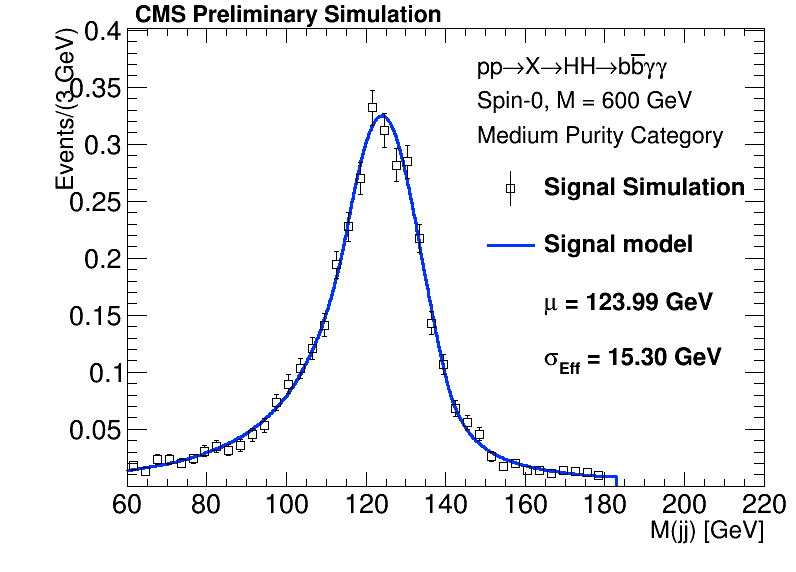 CMS Preliminary Simulation
Events/(3 GeV)
0.4
0.35
0.3
0.25
0.2
0.15
0.1
0.05
pp→X→HH→bb̅γγ
Spin-0, M = 600 GeV
Medium Purity Category
Signal Simulation
Signal model
μ = 123.99 GeV
σEff = 15.30 GeV
60 80 100 120 140 160 180 200 220
M(jj) [GeV]